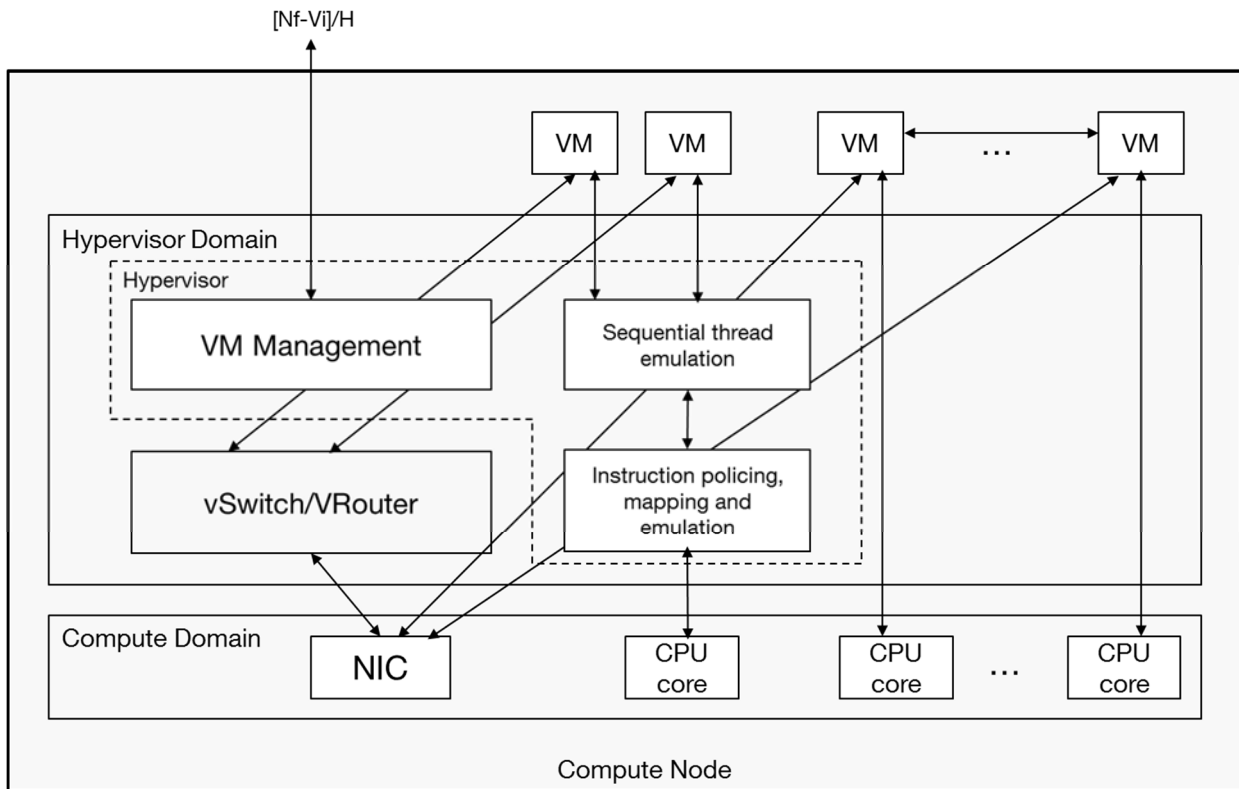 [Nf-Vi]/H
VM
VM
VM
...
VM
Hypervisor Domain
Hypervisor
VM Management
Sequential thread
emulation
vSwitch/VRouter
Instruction policing,
mapping and
emulation
Compute Domain
NIC
CPU
core
CPU
core
...
CPU
core
Compute Node